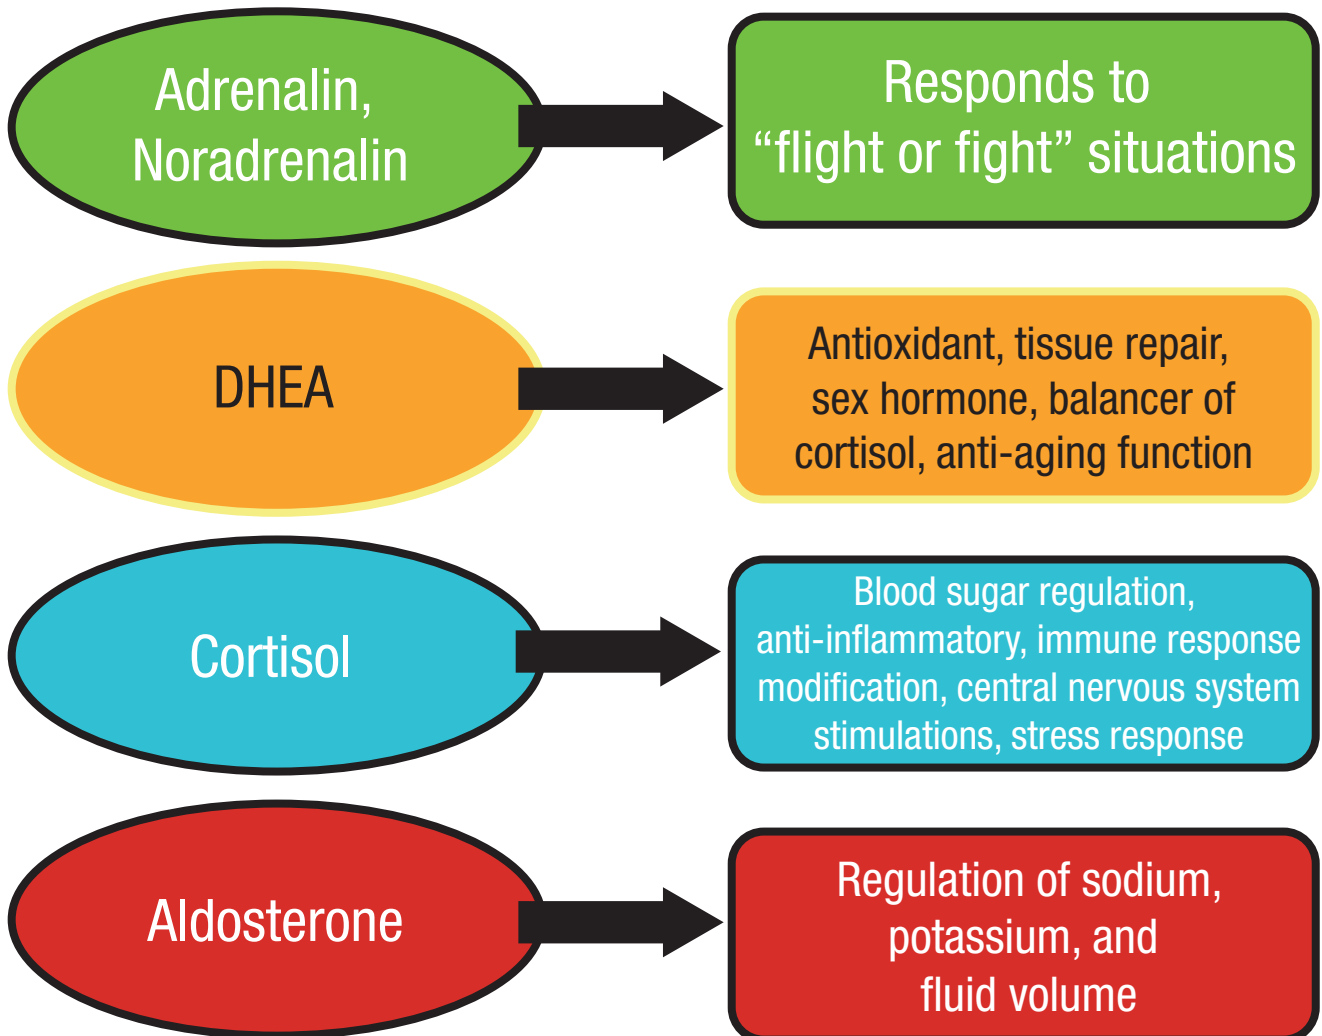 Adrenalin,
Noradrenalin
Responds to
“flight or fight” situations
DHEA
Antioxidant, tissue repair,
sex hormone, balancer of
cortisol, anti-aging function
Cortisol
Blood sugar regulation,
anti-inflammatory, immune response
modification, central nervous system
stimulations, stress response
Aldosterone
Regulation of sodium,
potassium, and
fluid volume